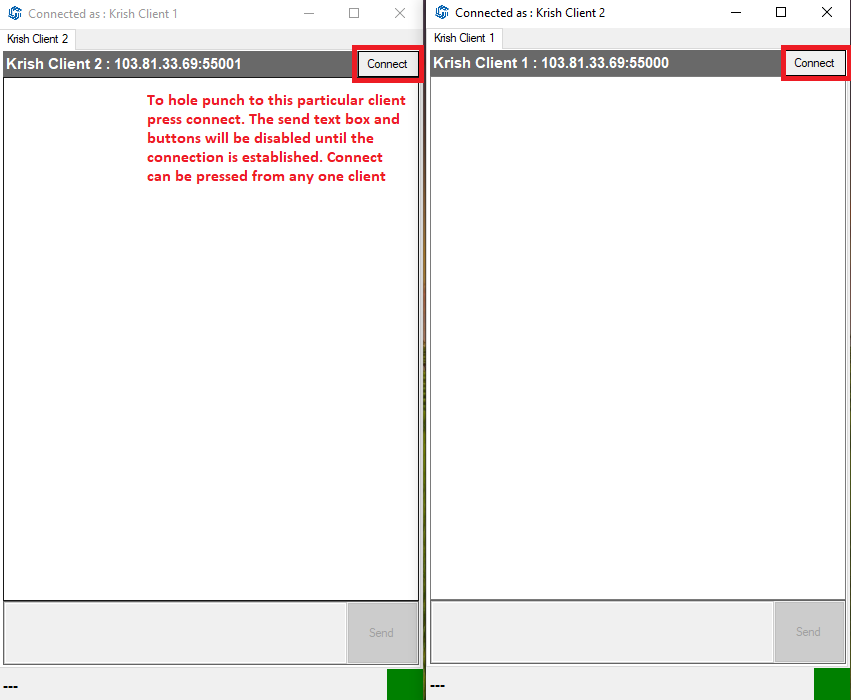 Connected as : Krish Client 1
Krish Client 2
Krish Client 2 : 103.81.33.69:55001
Connect
To hole punch to this particular client
press connect. The send text box and
buttons will be disabled until the
connection is established. Connect
can be pressed from any one client
Send
---
Connected as : Krish Client 2
Krish Client 1
Krish Client 1 : 103.81.33.69:55000
Connect
Send
---